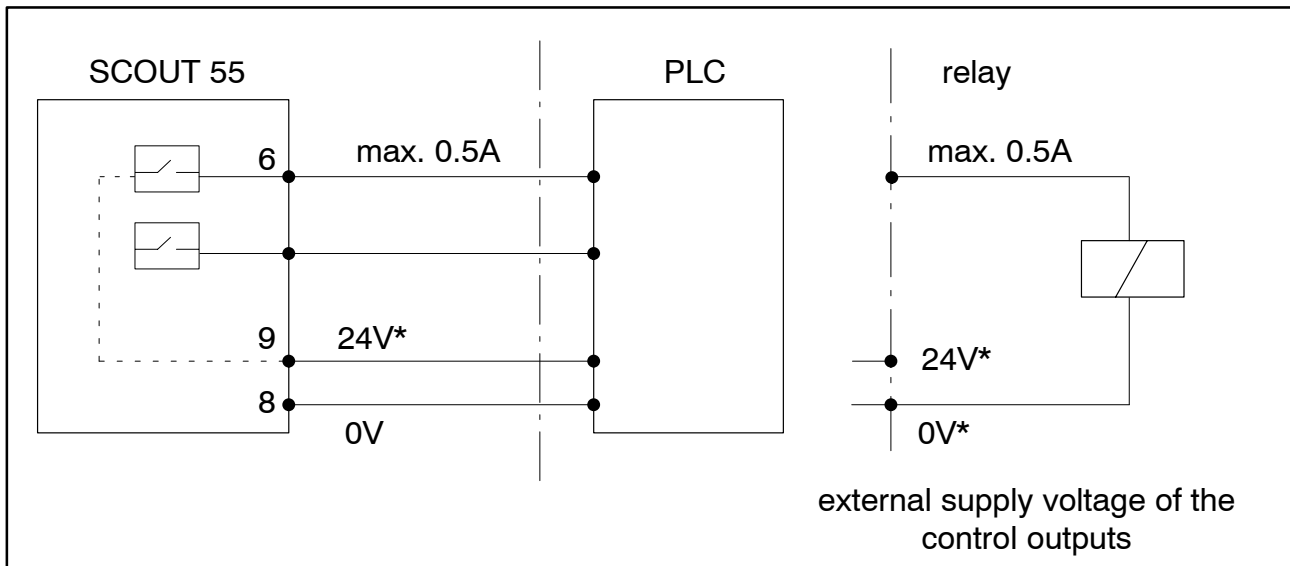 SCOUT 55
PLC
relay
6
max. 0.5A
max. 0.5A
9
24V*
24V*
8
0V
0V*
external supply voltage of the
control outputs